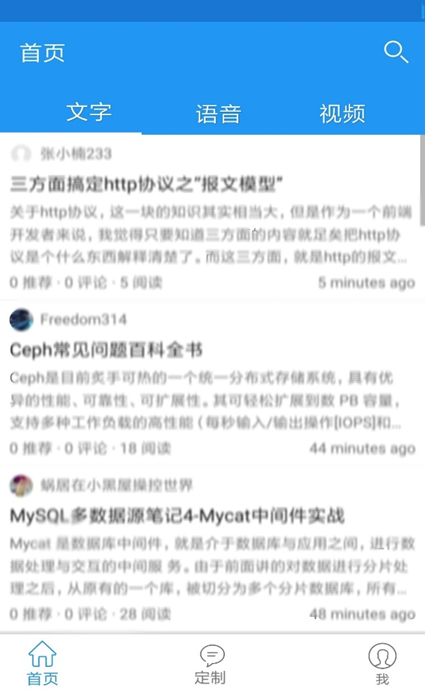 首页
文字 语音 视频
张小楠233
三方面搞定http协议之"报文模型"
关于http协议，这一块的知识其实相当大，但是作为一个前端
开发者来说，我觉得只要知道三方面的内容就足矣把http协
议是个什么东西解释清楚了。而这三方面，就是http的报文...
0 推荐 · 0 评论 · 5 阅读 5 minutes ago
Freedom314
Ceph常见问题百科全书
Ceph是目前炙手可热的一个统一分布式存储系统，具有优
异的性能、可靠性、可扩展性。其可轻松扩展到数 PB 容量，
支持多种工作负载的高性能（每秒输入/输出操作[IOPS]和...
0 推荐 · 0 评论 · 18 阅读 44 minutes ago
蜗居在小黑屋操控世界
MySQL多数据源笔记4-Mycat中间件实战
Mycat 是数据库中间件，就是介于数据库与应用之间，进行数
据处理与交互的中间服 务。由于前面讲的对数据进行分片处
理之后，从原有的一个库，被切分为多个分片数据库，所有...
0 推荐 · 0 评论 · 28 阅读 48 minutes ago
首页 定制 我